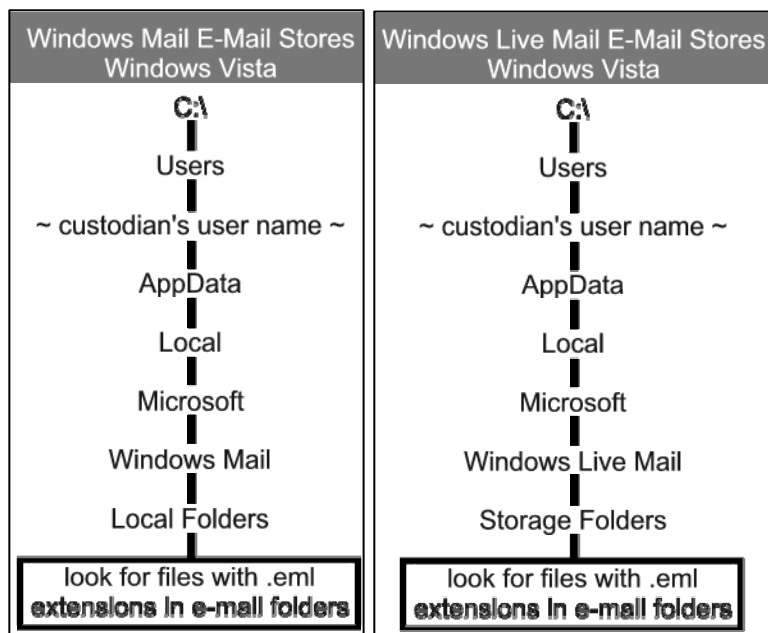 Windows Mail E-Mail Stores
Windows Vista
C:\
Users
~ custodian's user name ~
AppData
Local
Microsoft
Windows Mail
Local Folders
look for files with .eml
extensions in e-mail folders
Windows Live Mail E-Mail Stores
Windows Vista
C:\
Users
~ custodian's user name ~
AppData
Local
Microsoft
Windows Live Mail
Storage Folders
look for files with .eml
extensions in e-mail folders